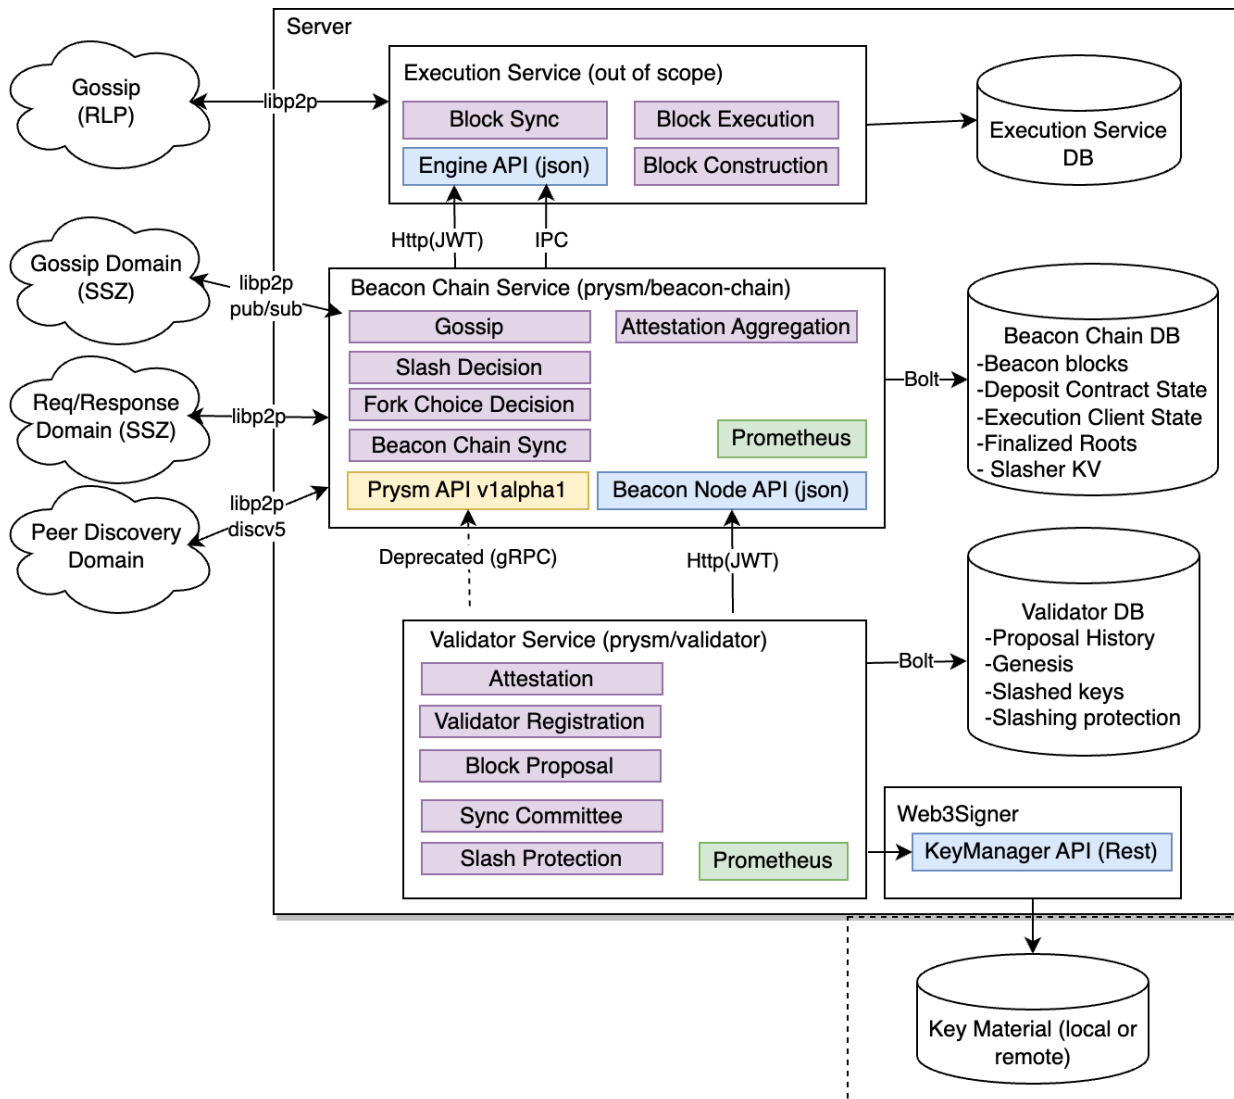 Server
Gossip
(RLP)
libp2p
Execution Service (out of scope)
Block Sync
Block Execution
Engine API (json)
Block Construction
Execution Service
DB
Http(JWT)
IPC
Gossip Domain
(SSZ)
libp2p
pub/sub
Beacon Chain Service (prysm/beacon-chain)
Gossip
Attestation Aggregation
Slash Decision
Fork Choice Decision
Beacon Chain Sync
Prometheus
Prysm API v1alpha1
Beacon Node API (json)
Req/Response
Domain (SSZ)
libp2p
Peer Discovery
Domain
libp2p
discv5
Bolt
Beacon Chain DB
-Beacon blocks
-Deposit Contract State
-Execution Client State
-Finalized Roots
- Slasher KV
Deprecated (gRPC)
Http(JWT)
Validator Service (prysm/validator)
Attestation
Validator Registration
Block Proposal
Sync Committee
Slash Protection
Prometheus
Bolt
Validator DB
-Proposal History
-Genesis
-Slashed keys
-Slashing protection
Web3Signer
KeyManager API (Rest)
Key Material (local or
remote)